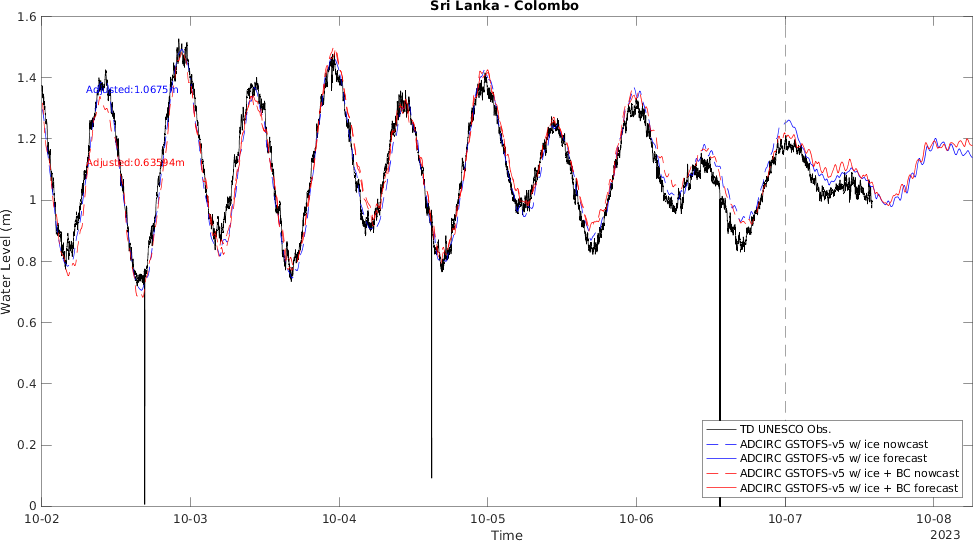 Sri Lanka - Colombo
1.6
1.4
Adjusted:1.0675m
1.2
Adjusted:0.63594m
1
0.8
0.6
0.4
0.2
0
Water Level (m)
TD UNESCO Obs.
ADCIRC GSTOFS-v5 w/ ice nowcast
ADCIRC GSTOFS-v5 w/ ice forecast
ADCIRC GSTOFS-v5 w/ ice + BC nowcast
ADCIRC GSTOFS-v5 w/ ice + BC forecast
10-02 10-03 10-04 10-05 10-06 10-07 10-08
Time
2023